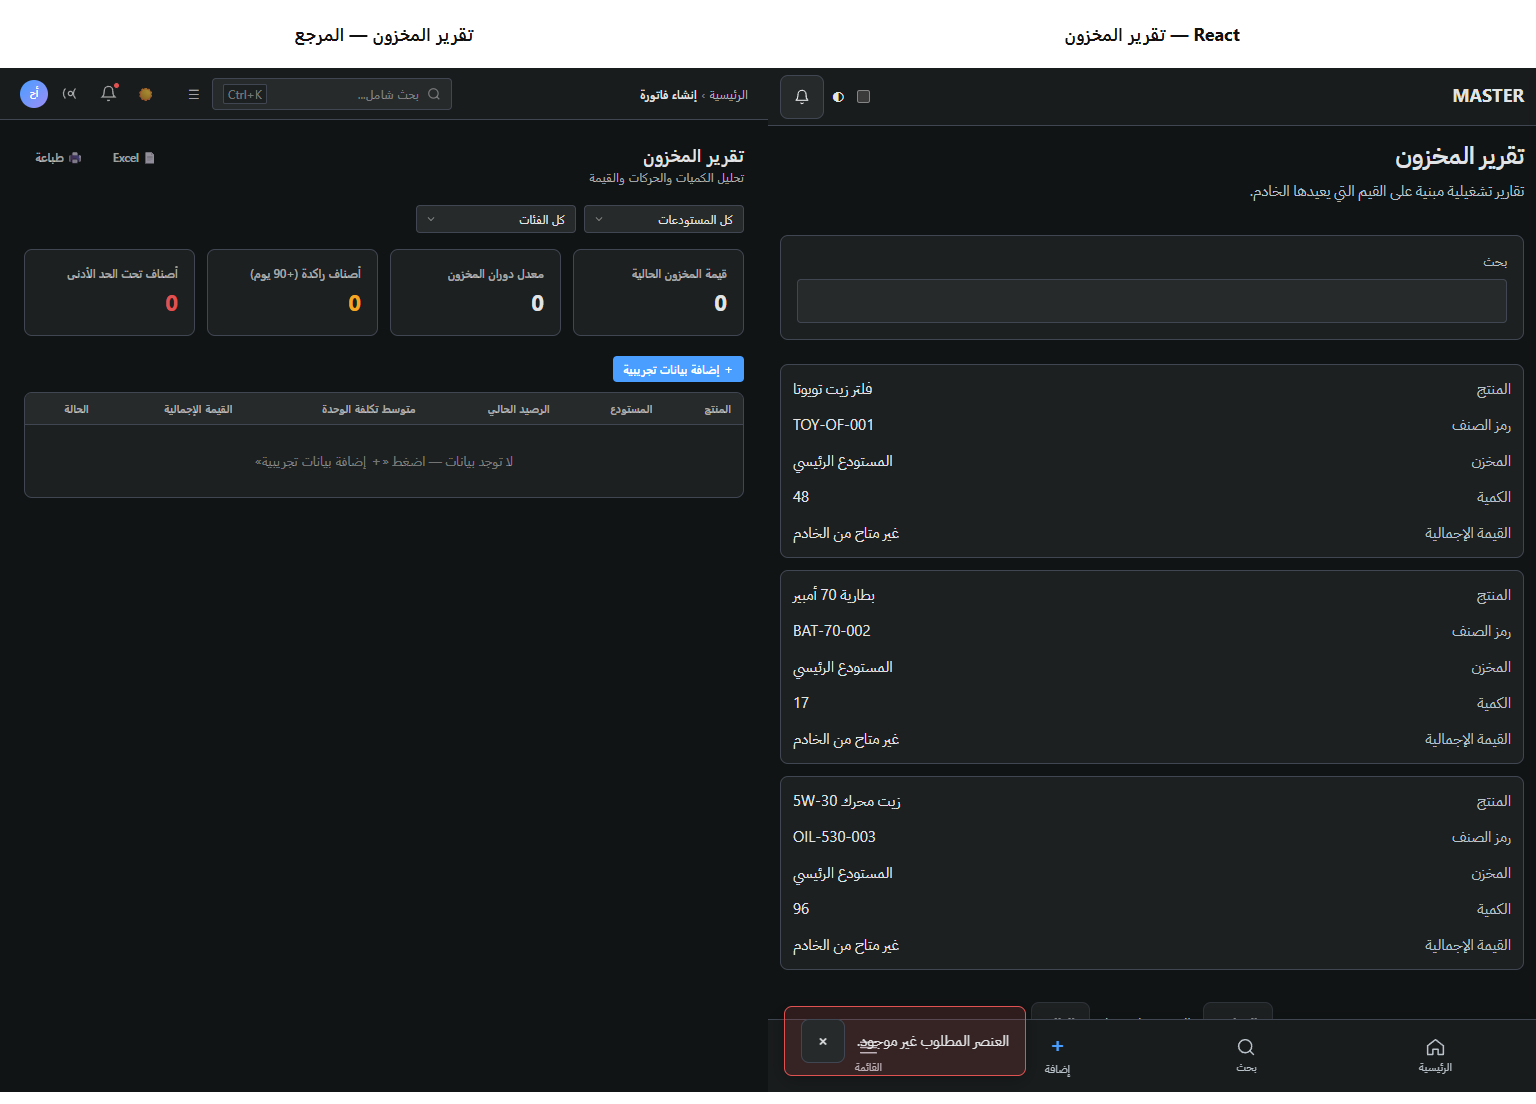 React — تقرير المخزون
MASTER
تقرير المخزون
تقارير تشغيلية مبنية على القيم التي يعيدها الخادم.
بحث
المنتج فلتر زيت تويوتا
رمز الصنف TOY-OF-001
المخزن المستودع الرئيسي
الكمية 48
القيمة الإجمالية غير متاح من الخادم
المنتج بطارية 70 أمبير
رمز الصنف BAT-70-002
المخزن المستودع الرئيسي
الكمية 17
القيمة الإجمالية غير متاح من الخادم
المنتج زيت محرك 5W-30
رمز الصنف OIL-530-003
المخزن المستودع الرئيسي
الكمية 96
القيمة الإجمالية غير متاح من الخادم
العنصر المطلوب غير موجود. ×
الرئيسية بحث + إضافة القائمة
تقرير المخزون — المرجع
الرئيسية › إنشاء فاتورة بحث شامل... Ctrl+K أح
تقرير المخزون
تحليل الكميات والحركات والقيمة
Excel طباعة
كل المستودعات كل الفئات
قيمة المخزون الحالية معدل دوران المخزون أصناف راكدة (+90 يوم) أصناف تحت الحد الأدنى
0 0 0 0
+ إضافة بيانات تجريبية
المنتج المستودع الرصيد الحالي متوسط تكلفة الوحدة القيمة الإجمالية الحالة
لا توجد بيانات — اضغط «+ إضافة بيانات تجريبية»